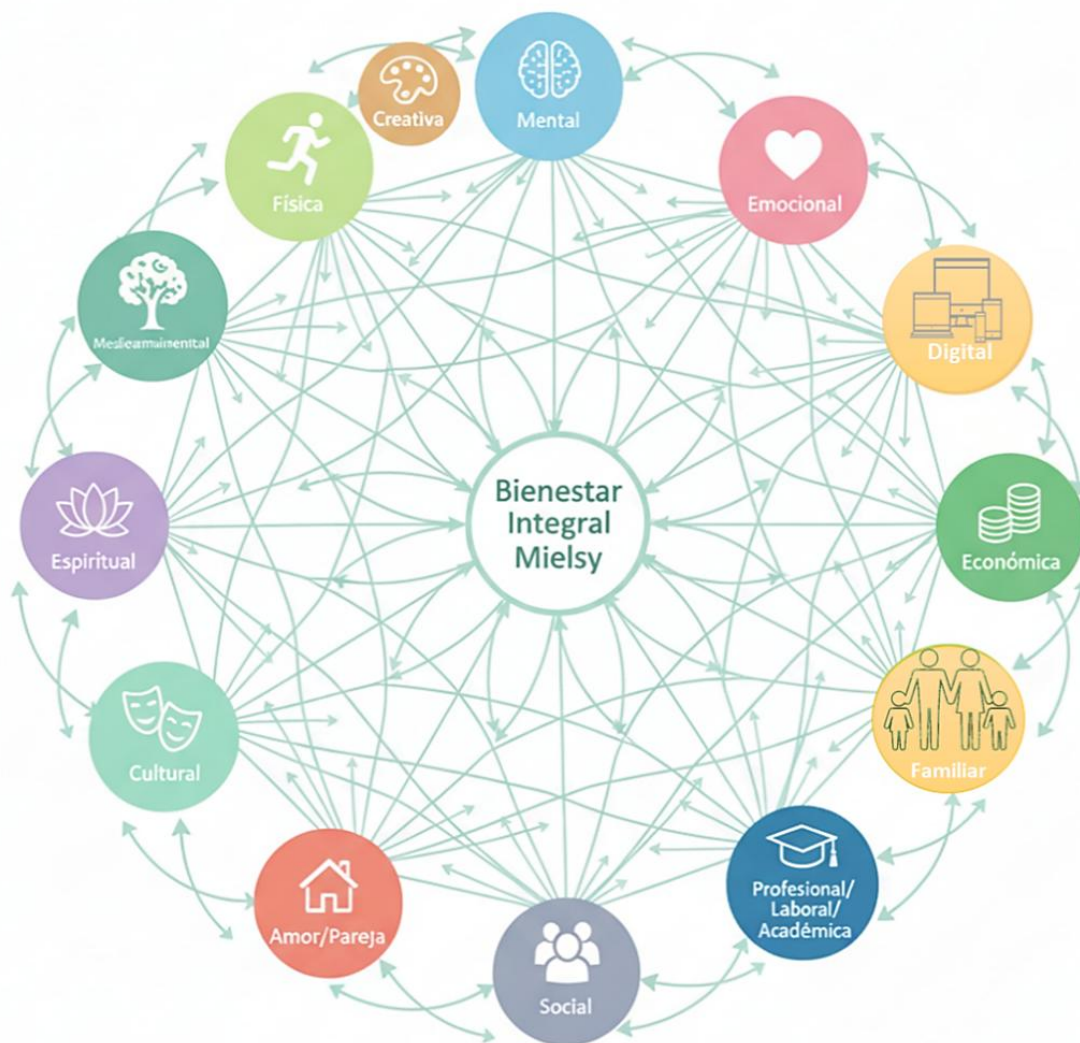 Creativa
Mental
Física
Emocional
Digital
Bienestar
Integral
Mielsy
Espiritual
Económica
Cultural
Familiar
Profesional/
Laboral/
Académica
Amor/Pareja
Social